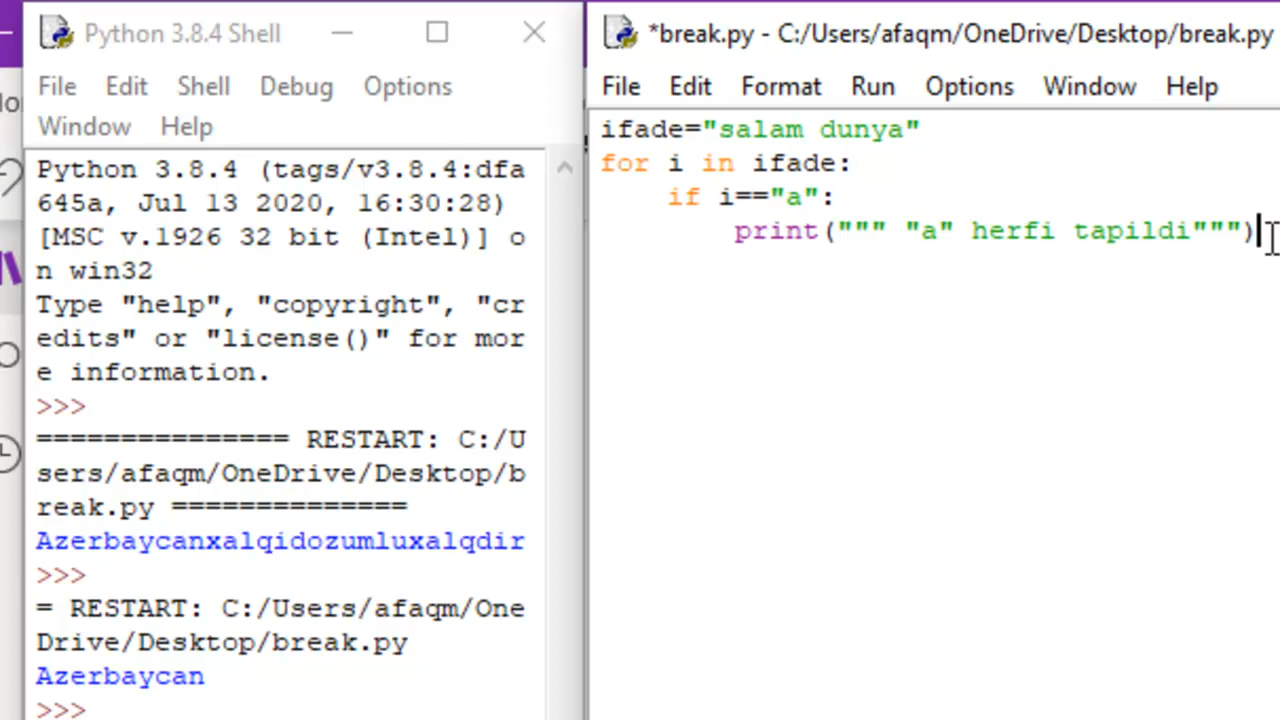 Python 3.8.4 Shell
File Edit Shell Debug Options
Window Help
Python 3.8.4 (tags/v3.8.4:dfa
645a, Jul 13 2020, 16:30:28)
[MSC v.1926 32 bit (Intel)] o
n win32
Type "help", "copyright", "cr
edits" or "license()" for mor
e information.
>>>
=============== RESTART: C:/U
sers/afaqm/OneDrive/Desktop/b
reak.py ==============
Azerbaycanxalqidozumluxalqdir
>>>
= RESTART: C:/Users/afaqm/One
Drive/Desktop/break.py
Azerbaycan
>>>
*break.py - C:/Users/afaqm/OneDrive/Desktop/break.py
File Edit Format Run Options Window Help
ifade="salam dunya"
for i in ifade:
    if i=="a":
        print(""" "a" herfi tapildi""")